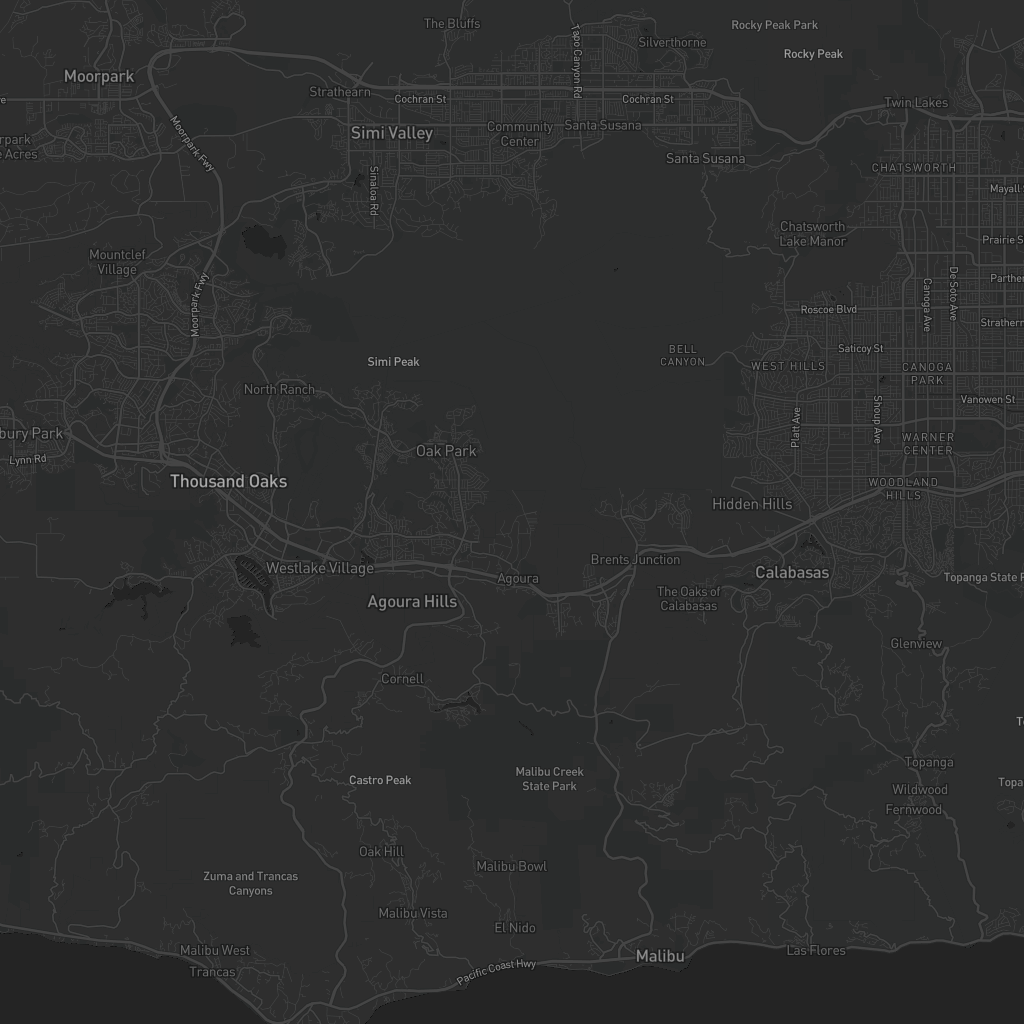 The Bluffs
Rocky Peak Park
Silverthorne
Rocky Peak
Tapo Canyon Rd
Moorpark
Strathearn
Cochran St
Cochran St
Twin Lakes
Simi Valley
Community
Center
Santa Susana
Moorpark Fwy
rpark
Acres
Santa Susana
CHATSWORTH
Sinaloa Rd
Mayall
Chatsworth
Lake Manor
Prairie S
Mountclef
Village
Moorpark Fwy
Parther
Canoga Ave
De Soto Ave
Roscoe Blvd
Strathern
Saticoy St
BELL
CANYON
Simi Peak
WEST HILLS
CANOGA
PARK
North Ranch
Vanowen St
Platt Ave
Shoup Ave
bury Park
Lynn Rd
Oak Park
WARNER
CENTER
Thousand Oaks
WOODLAND
HILLS
Hidden Hills
Westlake Village
Brents Junction
Agoura
Calabasas
Topanga State P
Agoura Hills
The Oaks of
Calabasas
Glenview
Cornell
Castro Peak
Malibu Creek
State Park
Topanga
Topa
Wildwood
Fernwood
Oak Hill
Malibu Bowl
Zuma and Trancas
Canyons
Malibu Vista
El Nido
Malibu West
Trancas
Pacific Coast Hwy
Malibu
Las Flores